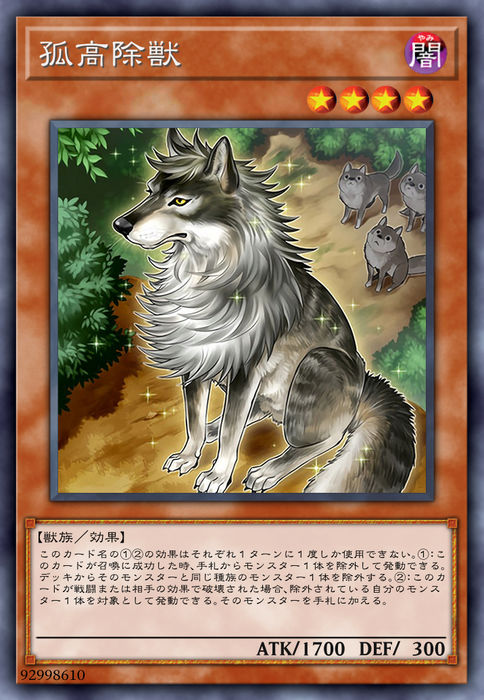 孤高除獣
やみ
闇
【獣族／効果】
このカード名の①②の効果はそれぞれ１ターンに１度しか使用できない。①：こ
のカードが召喚に成功した時、手札からモンスター１体を除外して発動できる。
デッキからそのモンスターと同じ種族のモンスター１体を除外する。②：このカ
ードが戦闘または相手の効果で破壊された場合、除外されている自分のモンス
ター１体を対象として発動できる。そのモンスターを手札に加える。
ATK/1700 DEF/ 300
92998610